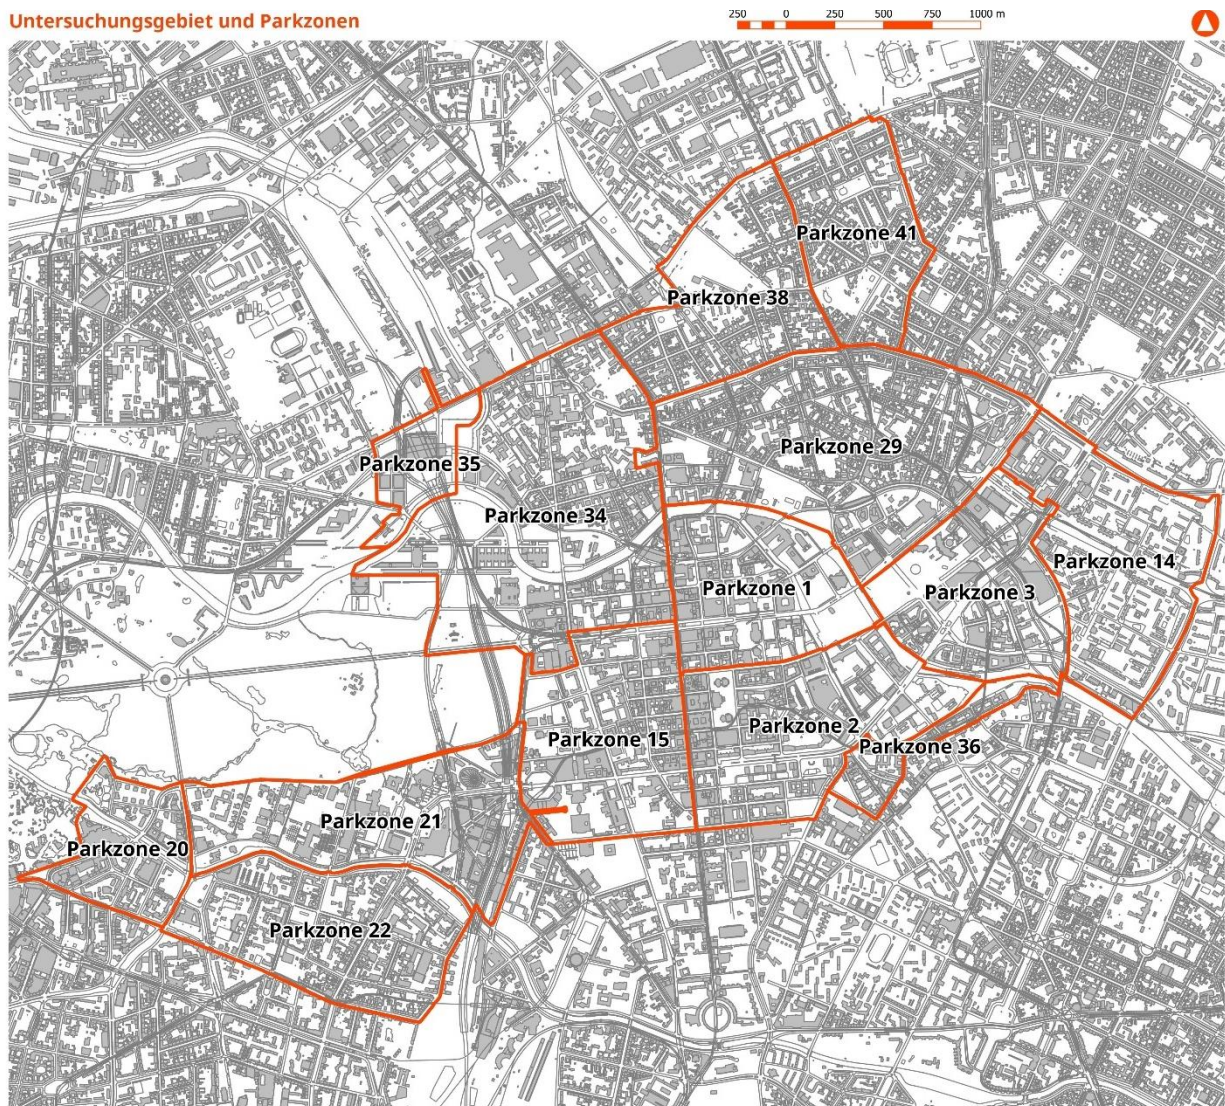 Untersuchungsgebiet und Parkzonen
250 0 250 500 750 1000 m
Parkzone 41
Parkzone 38
Parkzone 29
Parkzone 35
Parkzone 34
Parkzone 14
Parkzone 1
Parkzone 3
Parkzone 2
Parkzone 15
Parkzone 36
Parkzone 21
Parkzone 20
Parkzone 22